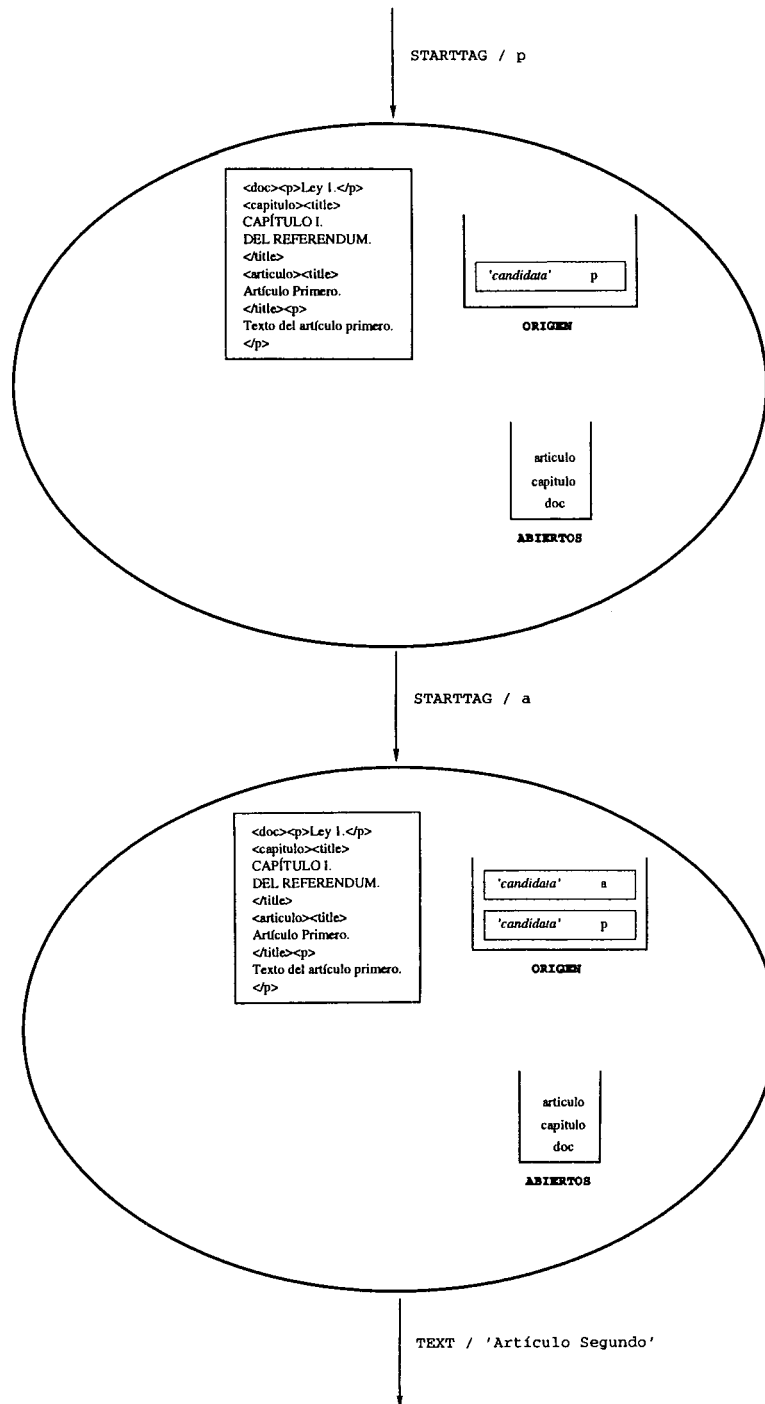 STARTTAG / p
<doc><p>Ley 1.</p>
<capitulo><title>
CAPÍTULO I.
DEL REFERENDUM.
</title>
<articulo><title>
Artículo Primero.
</title><p>
Texto del artículo primero.
</p>
'candidata' p
ORIGEN
articulo
capitulo
doc
ABIERTOS
STARTTAG / a
<doc><p>Ley 1.</p>
<capitulo><title>
CAPÍTULO I.
DEL REFERENDUM.
</title>
<articulo><title>
Artículo Primero.
</title><p>
Texto del artículo primero.
</p>
'candidata' a
'candidata' p
ORIGEN
articulo
capitulo
doc
ABIERTOS
TEXT / 'Artículo Segundo'